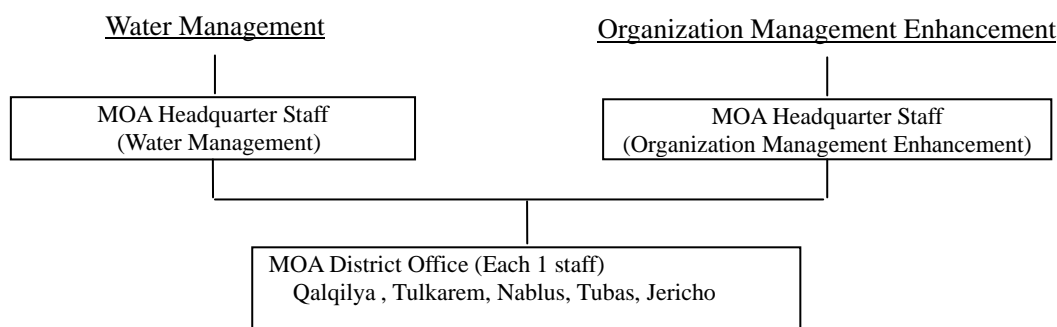 Water Management
Organization Management Enhancement
MOA Headquarter Staff
(Water Management)
MOA Headquarter Staff
(Organization Management Enhancement)
MOA District Office (Each 1 staff)
Qalqilya , Tulkarem, Nablus, Tubas, Jericho